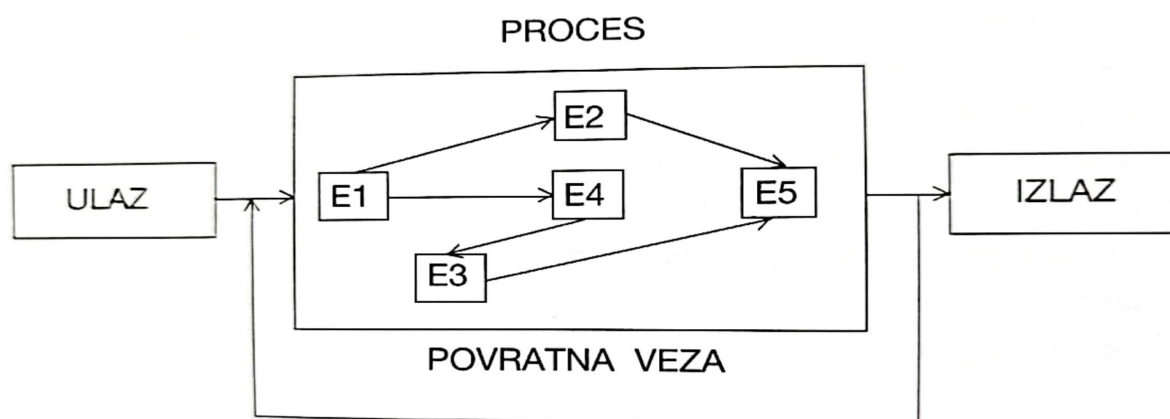 PROCES
E2
ULAZ
E1
E4
E5
IZLAZ
E3
POVRATNA VEZA